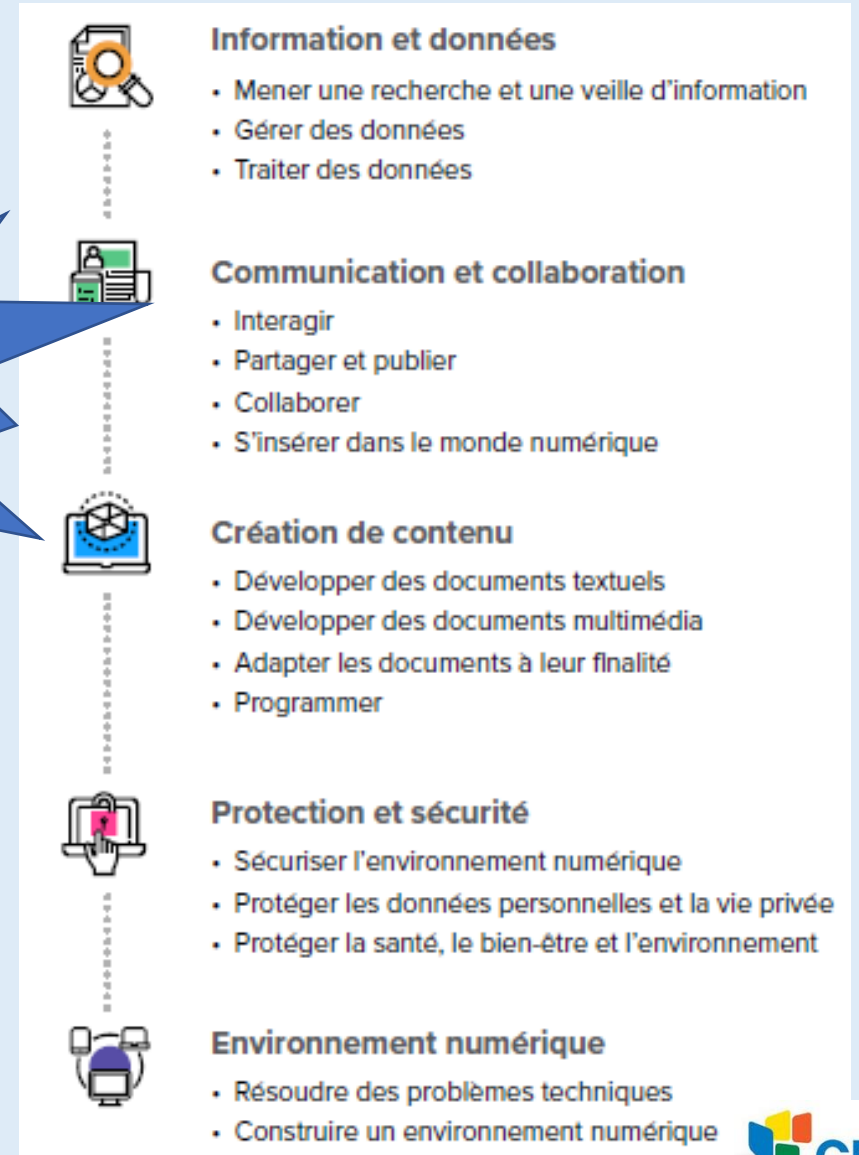 Information et données
• Mener une recherche et une veille d'information
• Gérer des données
• Traiter des données
Communication et collaboration
• Interagir
• Partager et publier
• Collaborer
• S'insérer dans le monde numérique
Création de contenu
• Développer des documents textuels
• Développer des documents multimédia
• Adapter les documents à leur finalité
• Programmer
Protection et sécurité
• Sécuriser l'environnement numérique
• Protéger les données personnelles et la vie privée
• Protéger la santé, le bien-être et l'environnement
Environnement numérique
• Résoudre des problèmes techniques
• Construire un environnement numérique